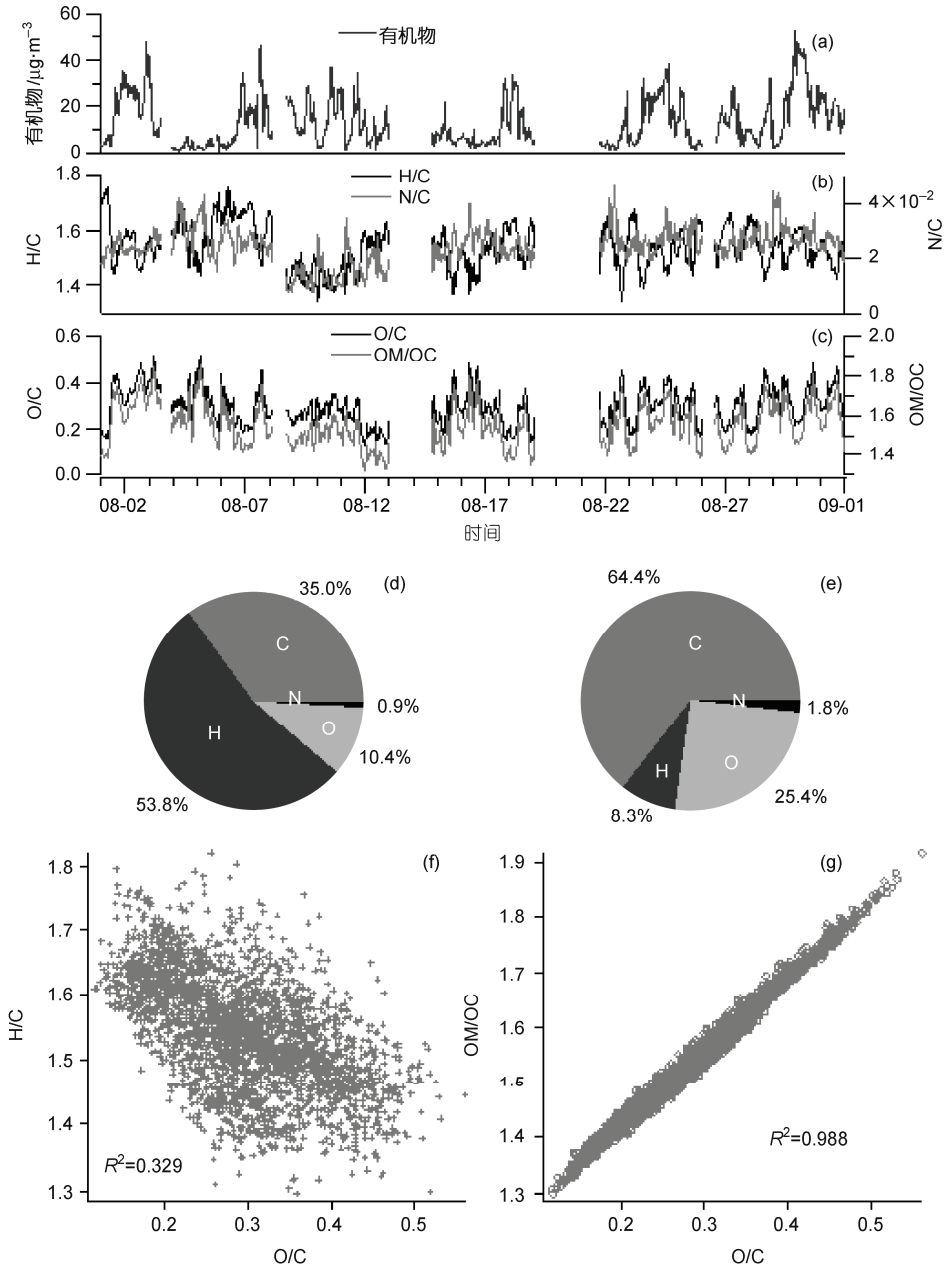 60
有机物
(a)
40
20
0
有机物/μg·m⁻³
1.8
H/C
(b)
N/C
4×10⁻²
1.6
2
1.4
0
H/C
N/C
0.6
O/C
(c)
2.0
OM/OC
0.4
1.8
0.2
1.6
0.0
1.4
O/C
OM/OC
08-02 08-07 08-12 08-17 08-22 08-27 09-01
时间
35.0%
(d)
C
N
0.9%
H
O
10.4%
53.8%
64.4%
(e)
C
N
1.8%
H
O
25.4%
8.3%
1.8
(f)
1.7
1.6
1.5
1.4
1.3
H/C
R²=0.329
0.2 0.3 0.4 0.5
O/C
1.9
(g)
1.8
1.7
1.6
1.5
1.4
1.3
OM/OC
R²=0.988
0.2 0.3 0.4 0.5
O/C